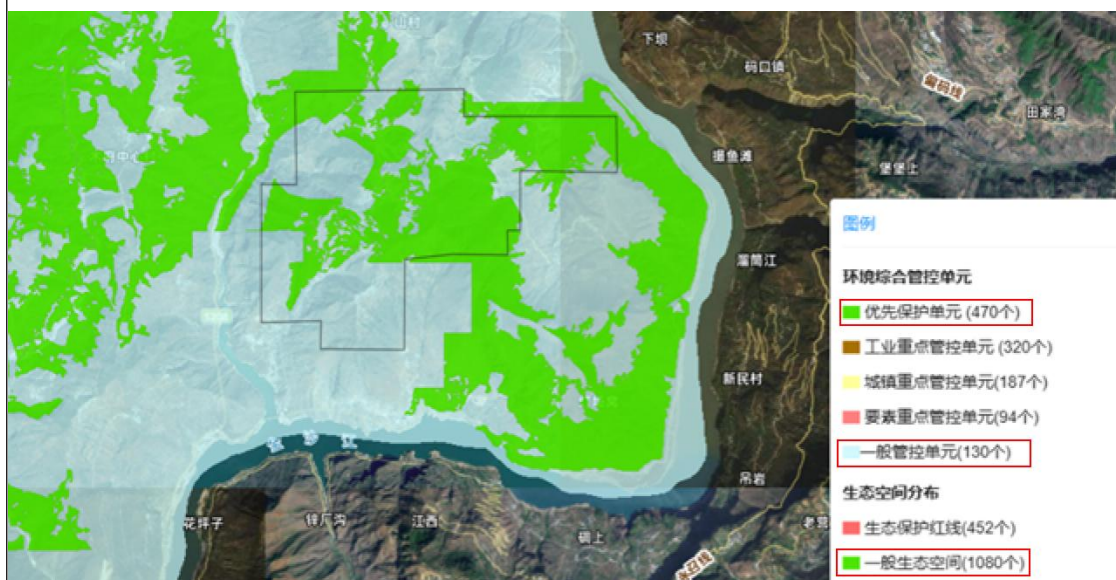 山村
下坝
码口镇
偏码线
田家湾
撮鱼滩
堡堡上
溜筒江
新民村
吊岩
花坪子
锌厂沟
江西
碉上
图例
环境综合管控单元
优先保护单元 (470个)
工业重点管控单元 (320个)
城镇重点管控单元(187个)
要素重点管控单元(94个)
一般管控单元(130个)
生态空间分布
生态保护红线(452个)
一般生态空间(1080个)